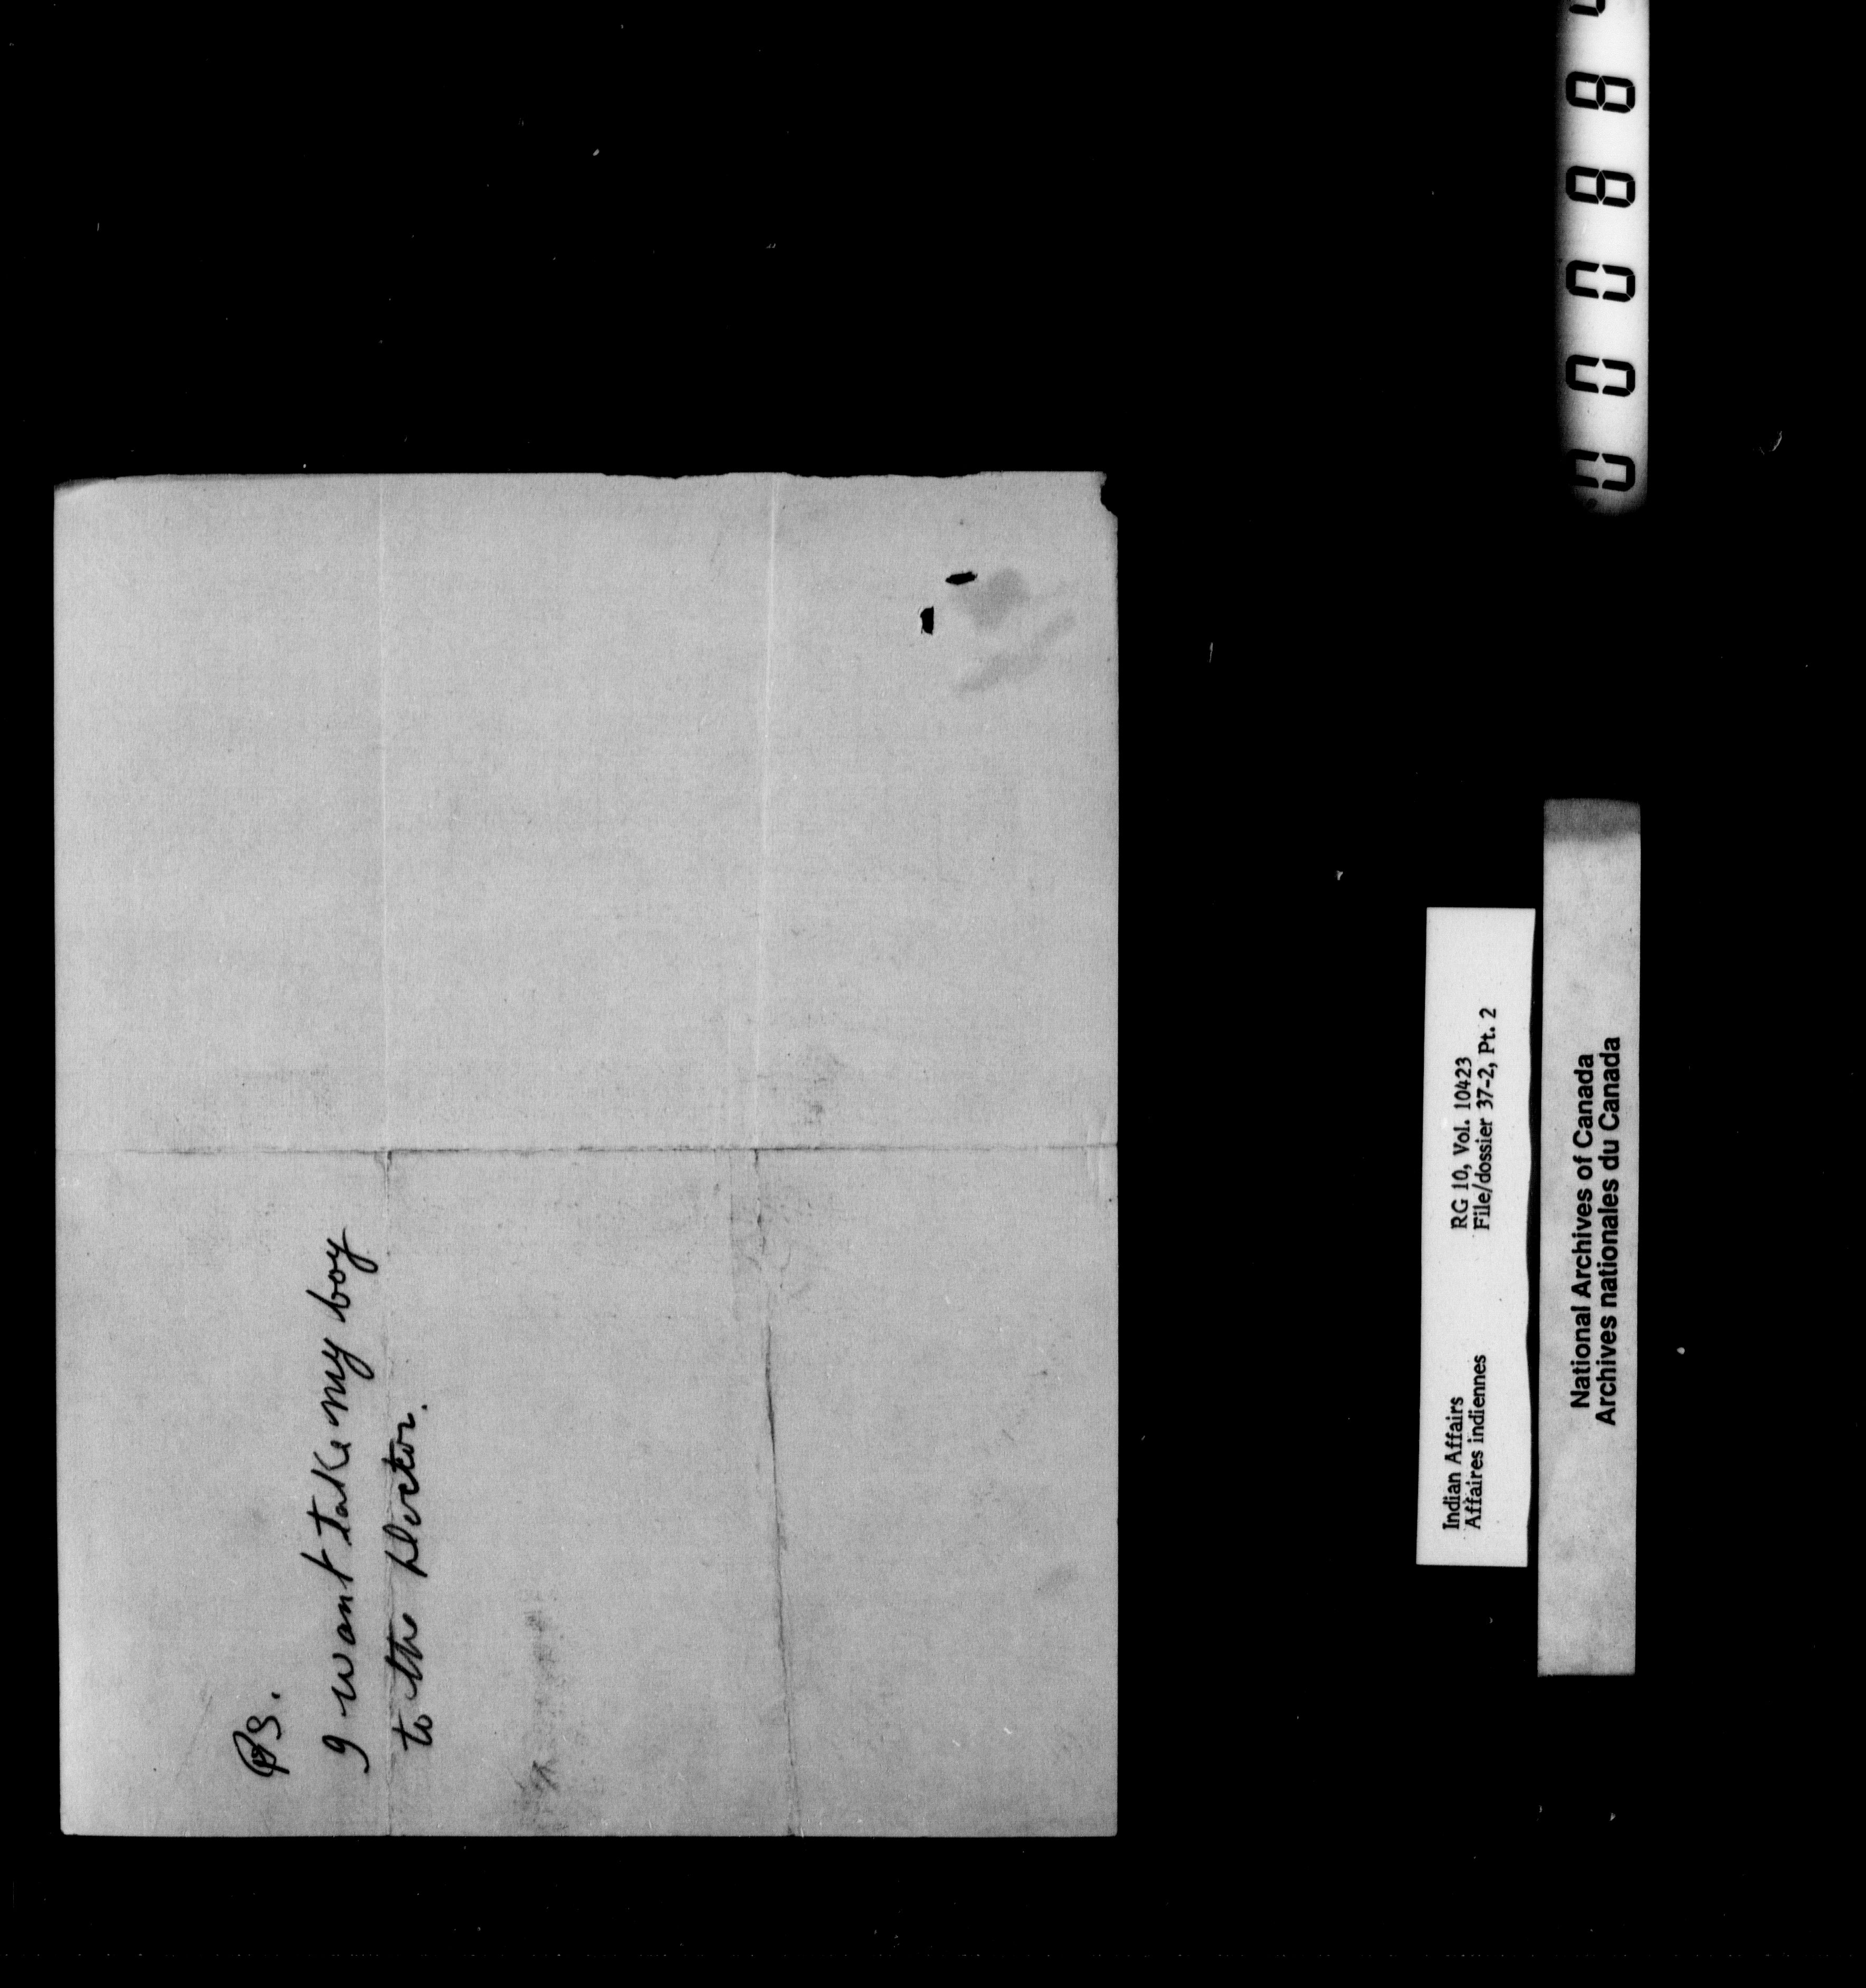 PS.
I want take my boy
to the Doctor.
Indian Affairs RG 10, Vol. 10423
Affaires indiennes File/dossier 37-2, Pt. 2
National Archives of Canada
Archives nationales du Canada